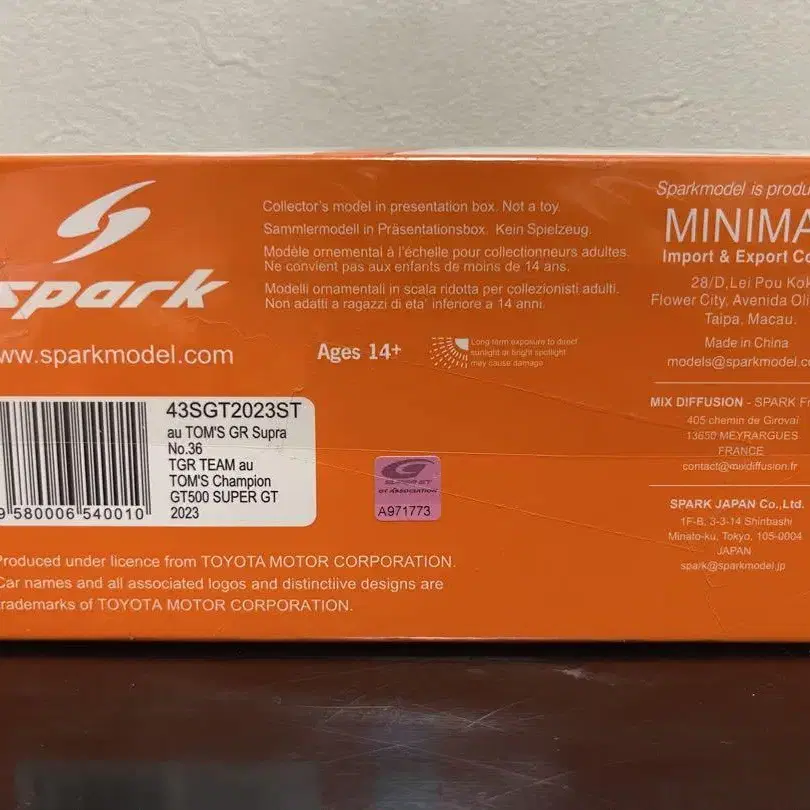 spark
www.sparkmodel.com
Collector's model in presentation box. Not a toy.
Sammlermodell in Präsentationsbox. Kein Spielzeug.
Modèle ornemental à l'échelle pour collectionneurs adultes.
Ne convient pas aux enfants de moins de 14 ans.
Modelli ornamentali in scala ridotta per collezionisti adulti.
Non adatti a ragazzi di eta' inferiore a 14 anni.
Ages 14+
Long term exposure to direct
sunlight or bright spotlight
may cause damage
Sparkmodel is produ
MINIMA
Import & Export Co
28/D, Lei Pou Kok
Flower City, Avenida Oli
Taipa, Macau.
Made in China
models@sparkmodel.co
MIX DIFFUSION - SPARK Fr
405 chemin de Giroval
13650 MEYRARGUES
FRANCE
contact@mixdiffusion.fr
SPARK JAPAN Co., Ltd.
1F-B, 3-3-14 Shinbashi
Minato-ku, Tokyo, 105-0004
JAPAN
spark@sparkmodel.jp
43SGT2023ST
au TOM'S GR Supra
No.36
TGR TEAM au
TOM'S Champion
GT500 SUPER GT
2023
9 580006 540010
SUPER GT
GT ASSOCIATION
A971773
Produced under licence from TOYOTA MOTOR CORPORATION.
Car names and all associated logos and distinctiive designs are
trademarks of TOYOTA MOTOR CORPORATION.